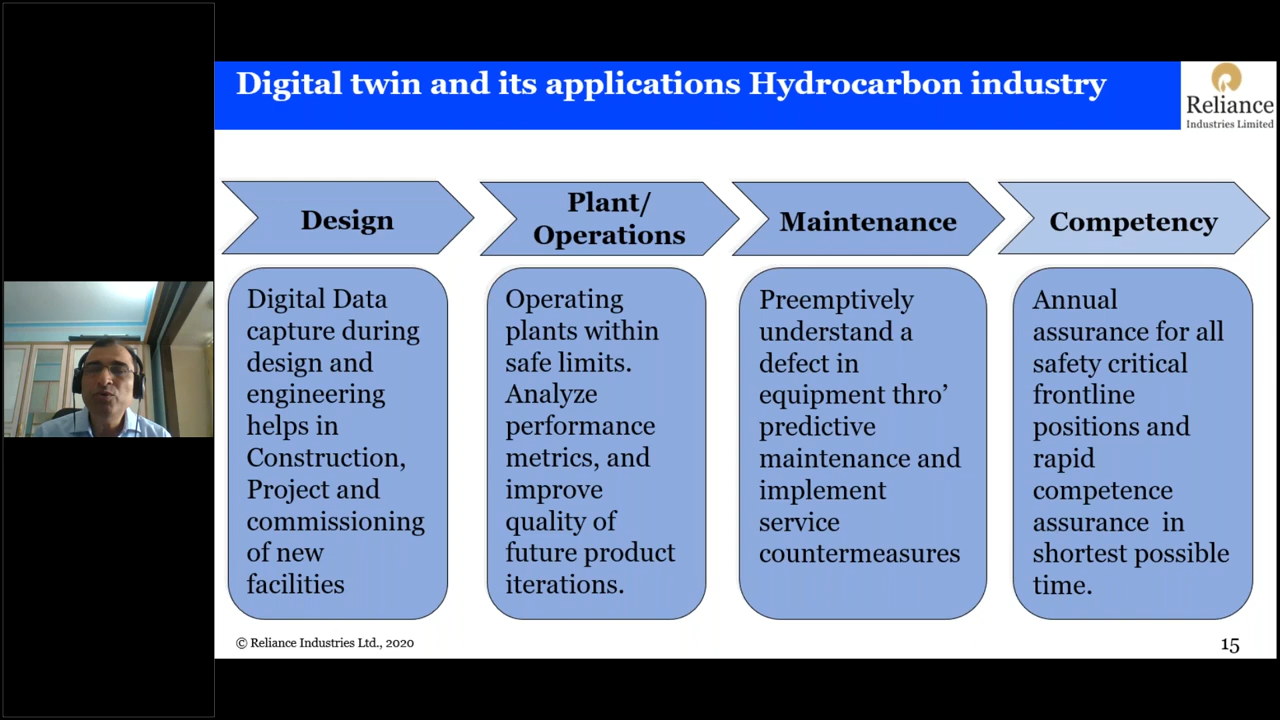 Digital twin and its applications Hydrocarbon industry
Reliance
Industries Limited
Design
Plant/
Operations
Maintenance
Competency
Digital Data
capture during
design and
engineering
helps in
Construction,
Project and
commissioning
of new
facilities
Operating
plants within
safe limits.
Analyze
performance
metrics, and
improve
quality of
future product
iterations.
Preemptively
understand a
defect in
equipment thro’
predictive
maintenance and
implement
service
countermeasures
Annual
assurance for all
safety critical
frontline
positions and
rapid
competence
assurance in
shortest possible
time.
© Reliance Industries Ltd., 2020
15